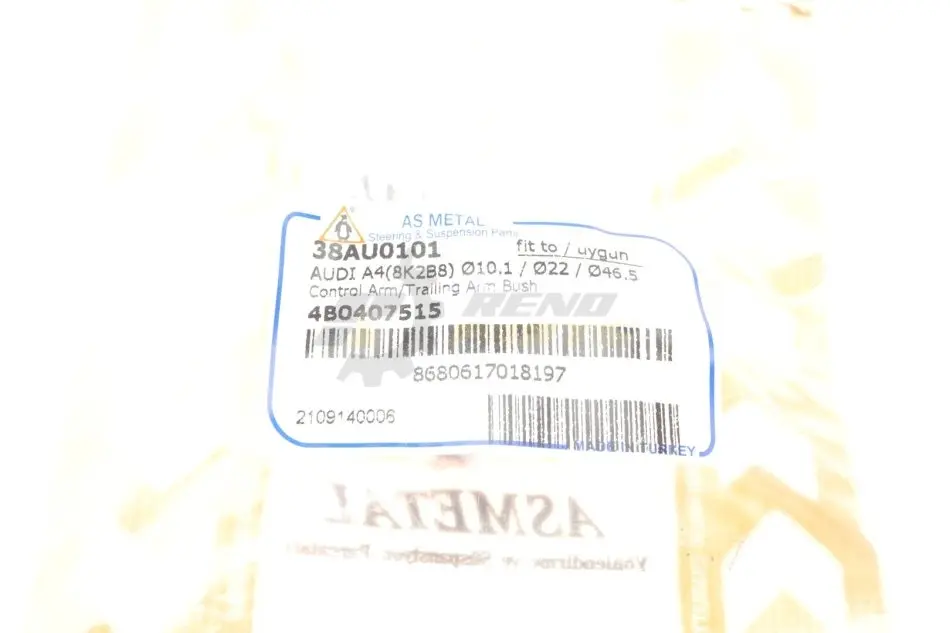 AS METAL
Steering & Suspension Parts
38AU0101 fit to / uygun
AUDI A4(8K2B8) Ø10.1 / Ø22 / Ø46.5
Control Arm/Trailing Arm Bush
RENO
4B0407515
8680617018197
2109140006
MADE IN TURKEY
ASMETAL
Yönlendirme ve Süspansiyon Parçaları